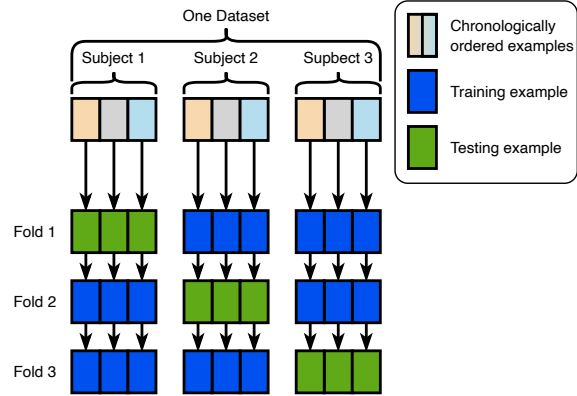 One Dataset
Subject 1
Subject 2
Supbect 3
Chronologically
ordered examples
Training example
Testing example
Fold 1
Fold 2
Fold 3